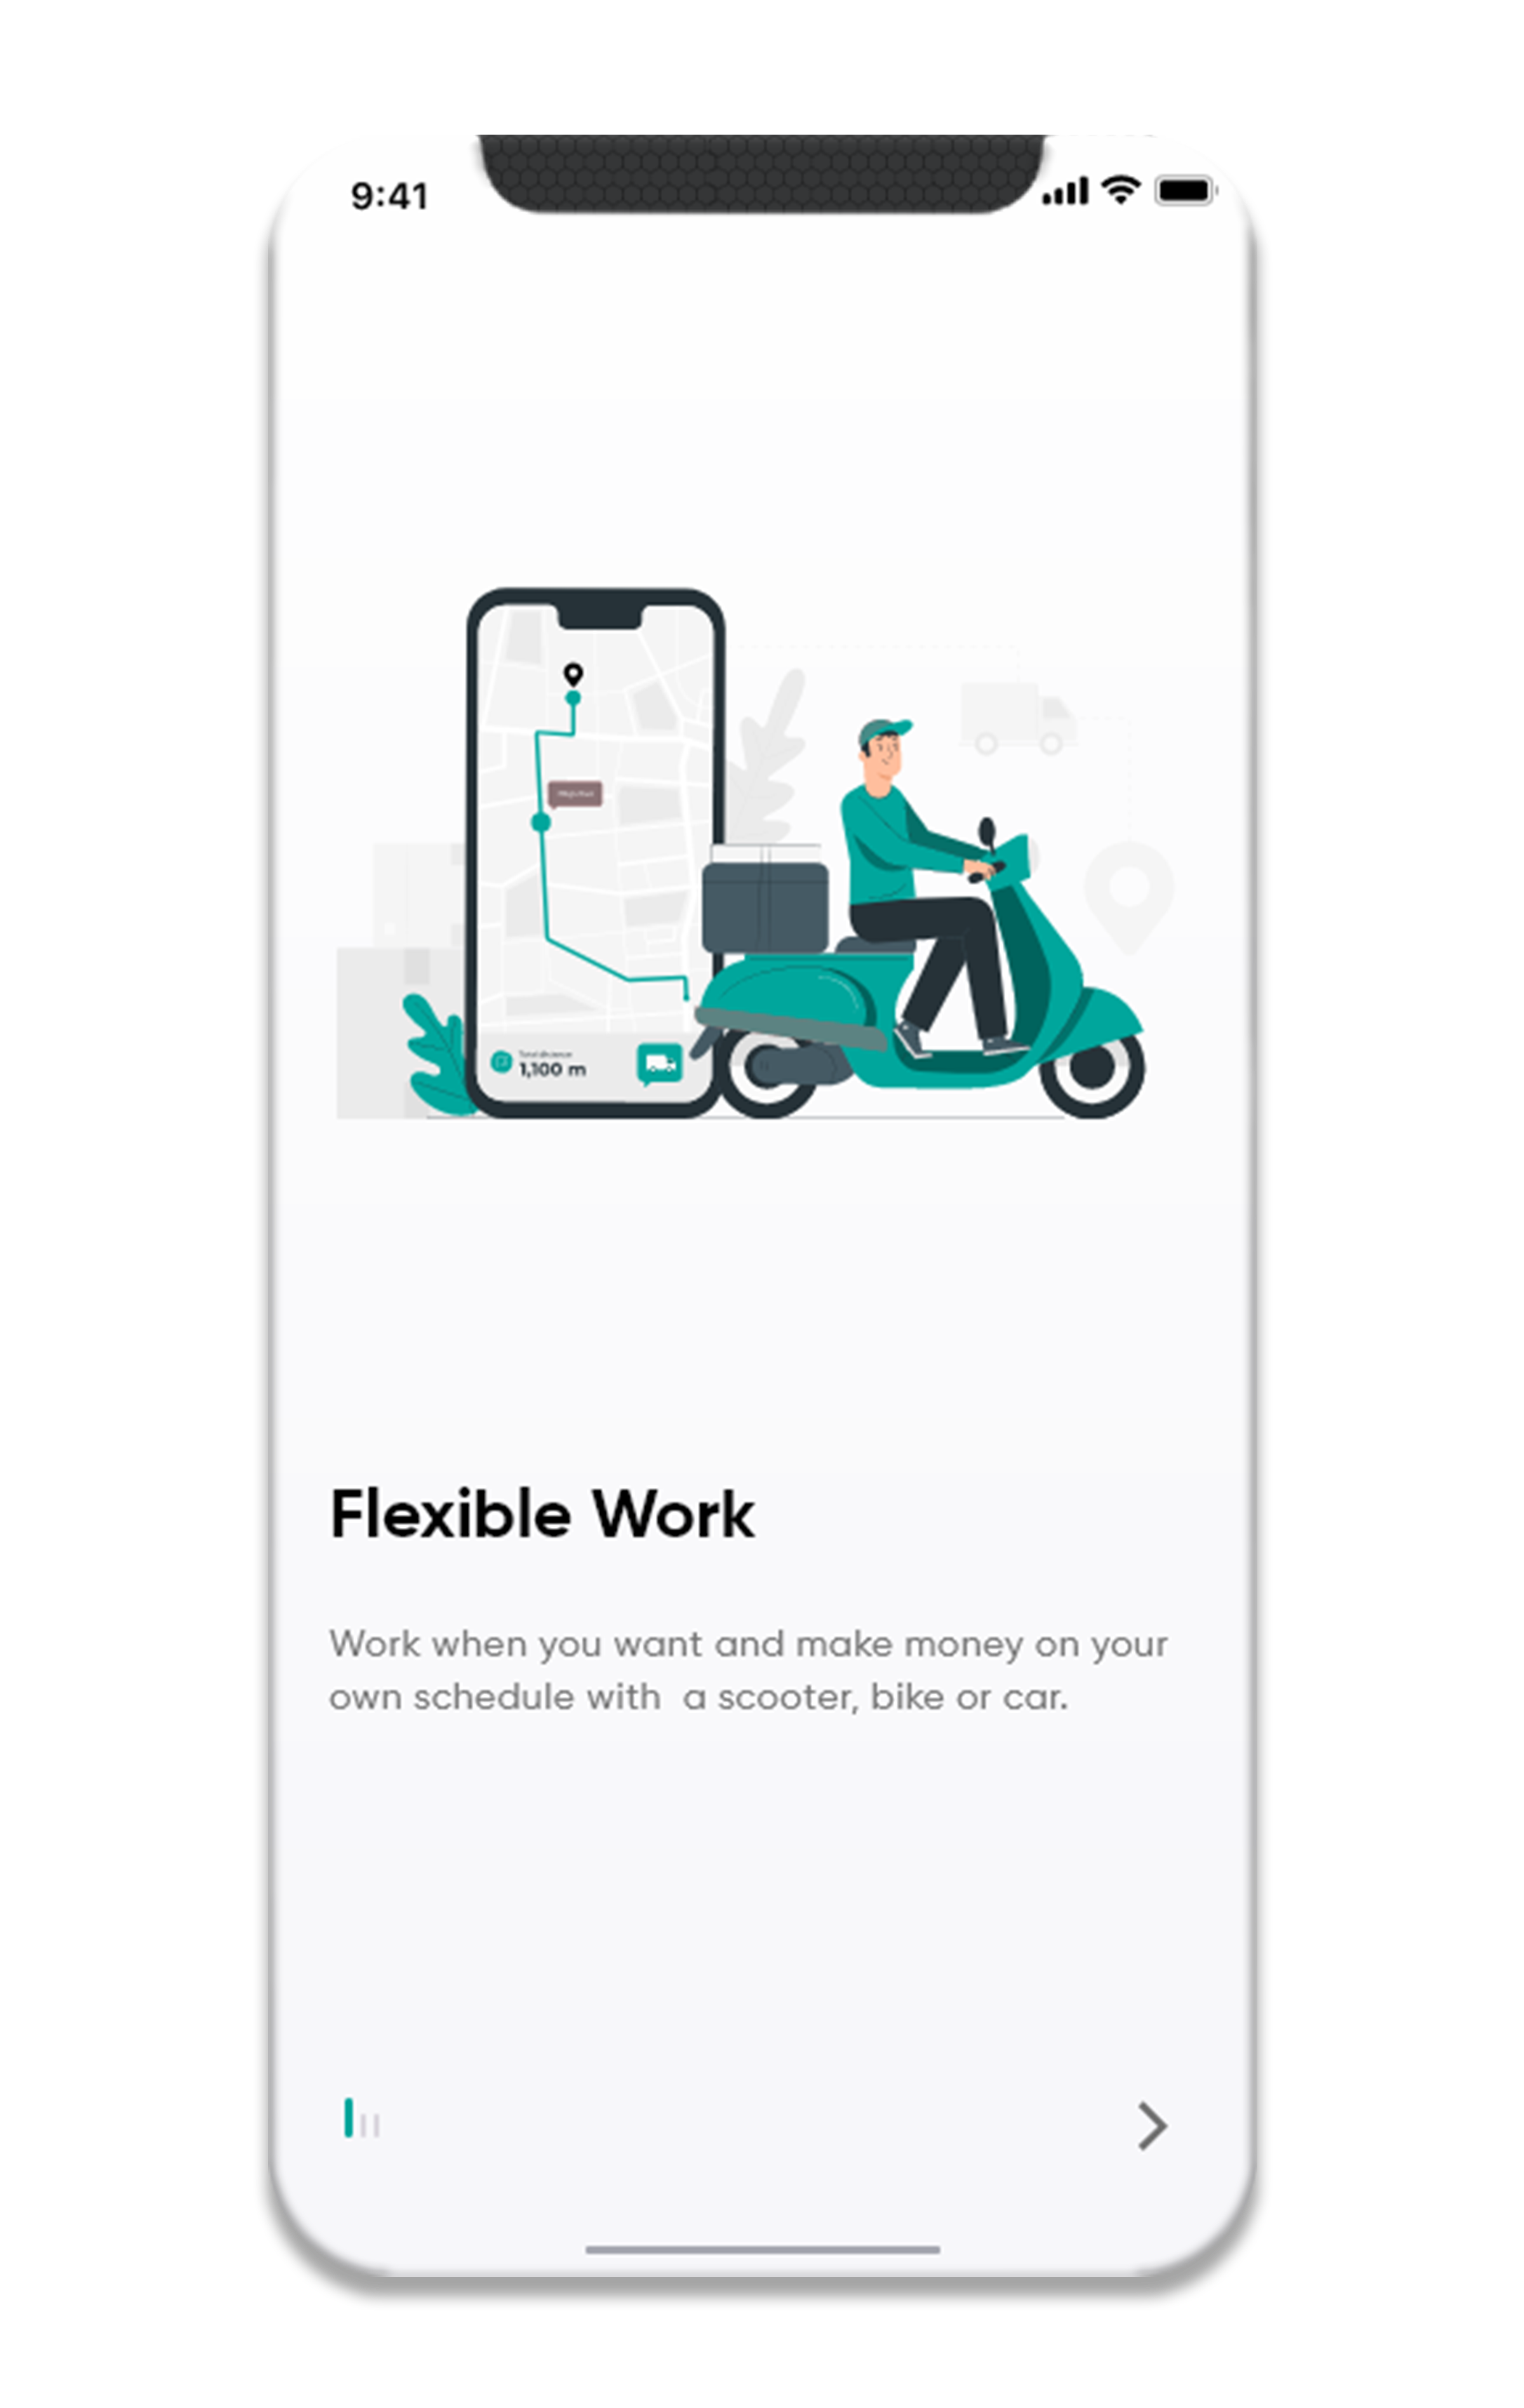 9:41
Total distance
1,100 m
Flexible Work
Work when you want and make money on your
own schedule with  a scooter, bike or car.